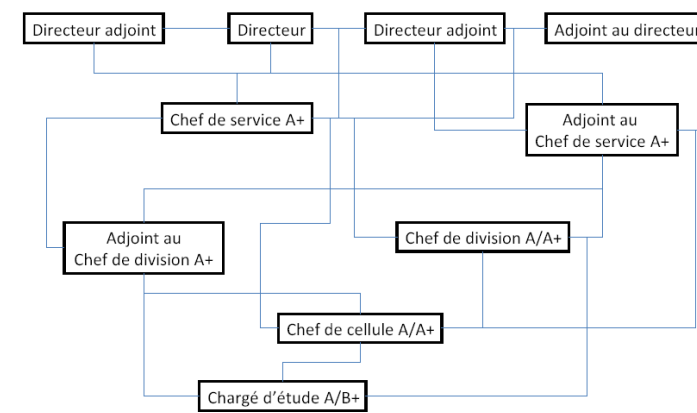 Directeur adjoint
Directeur
Directeur adjoint
Adjoint au directeur
Chef de service A+
Adjoint au
Chef de service A+
Adjoint au
Chef de division A+
Chef de division A/A+
Chef de cellule A/A+
Chargé d'étude A/B+